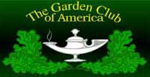 The Garden Club
of America